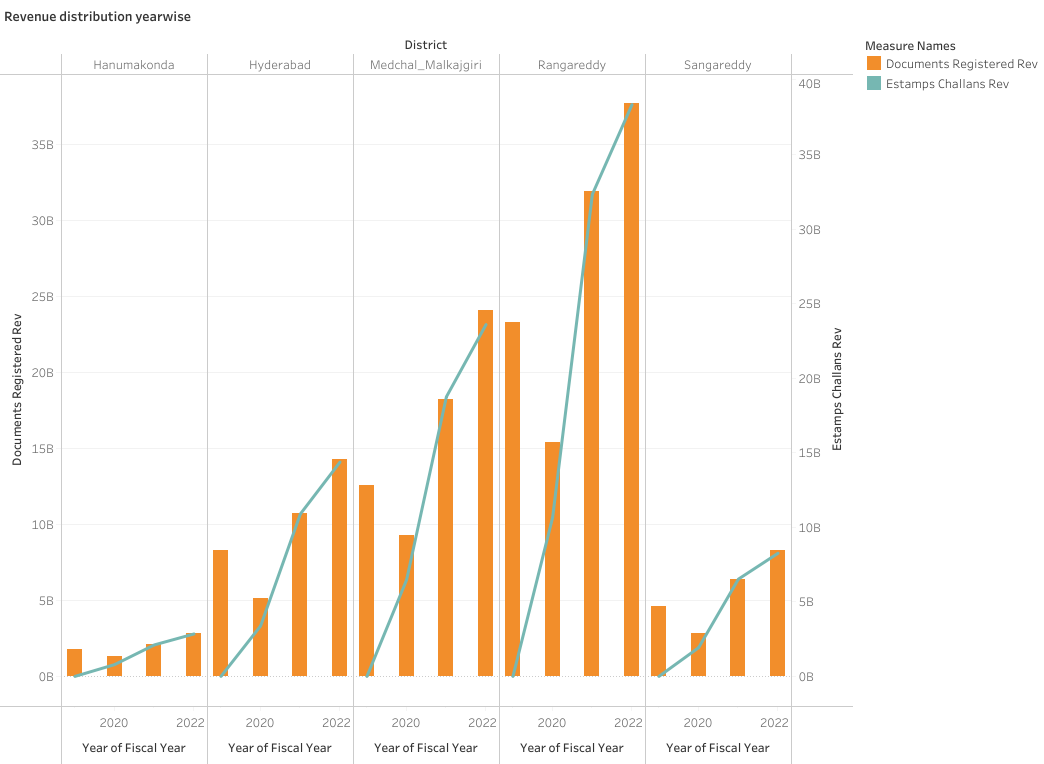 Revenue distribution yearwise
District
Hanumakonda
Hyderabad
Medchal_Malkajgiri
Rangareddy
Sangareddy
Measure Names
Documents Registered Rev
Estamps Challans Rev
Documents Registered Rev
35B
30B
25B
20B
15B
10B
5B
0B
40B
35B
30B
25B
20B
15B
10B
5B
0B
Estamps Challans Rev
2020
2022
2020
2022
2020
2022
2020
2022
2020
2022
Year of Fiscal Year
Year of Fiscal Year
Year of Fiscal Year
Year of Fiscal Year
Year of Fiscal Year